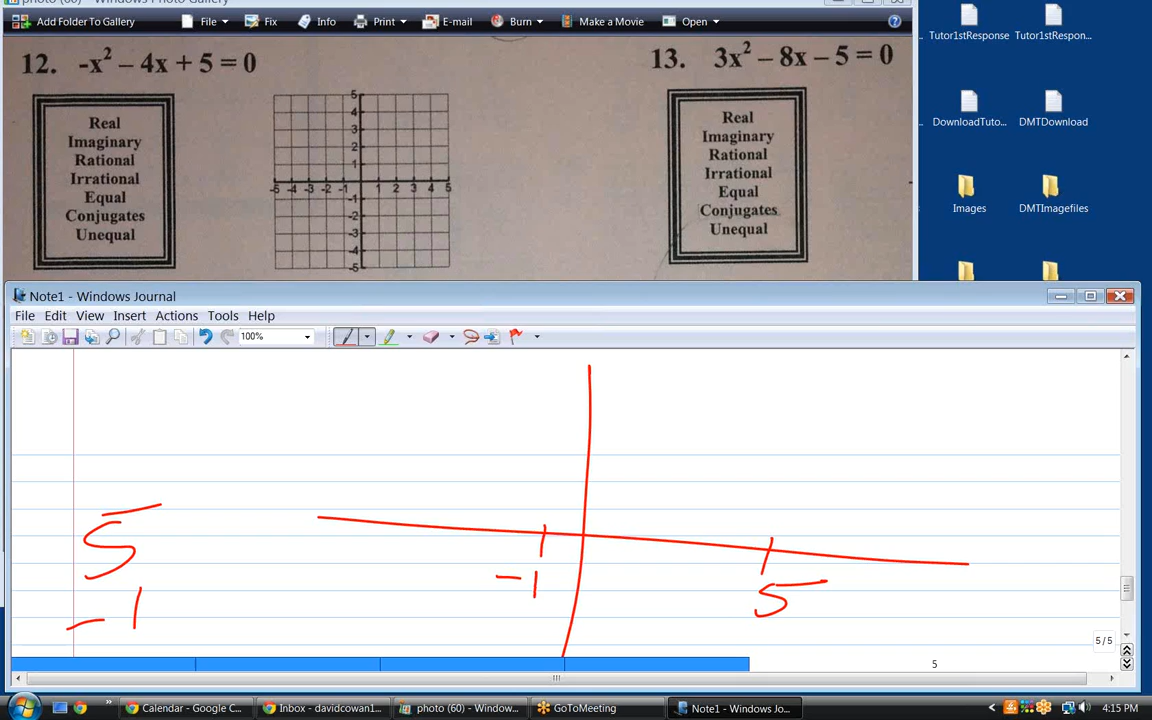 photo (60) - Windows Photo Gallery
Add Folder To Gallery File Fix Info Print E-mail Burn Make a Movie Open
Tutor1stResponse Tutor1stRespon...
DownloadTuto... DMTDownload
Images DMTImagefiles
12. -x² – 4x + 5 = 0
Real
Imaginary
Rational
Irrational
Equal
Conjugates
Unequal
5
4
3
2
1
-5 -4 -3 -2 -1 1 2 3 4 5
-1
-2
-3
-4
-5
13. 3x² – 8x – 5 = 0
Real
Imaginary
Rational
Irrational
Equal
Conjugates
Unequal
Note1 - Windows Journal
File Edit View Insert Actions Tools Help
100%
5
-1
-1
5
5 / 5
5
Calendar - Google C... Inbox - davidcowan1... photo (60) - Window... GoToMeeting Note1 - Windows Jo... 4:15 PM